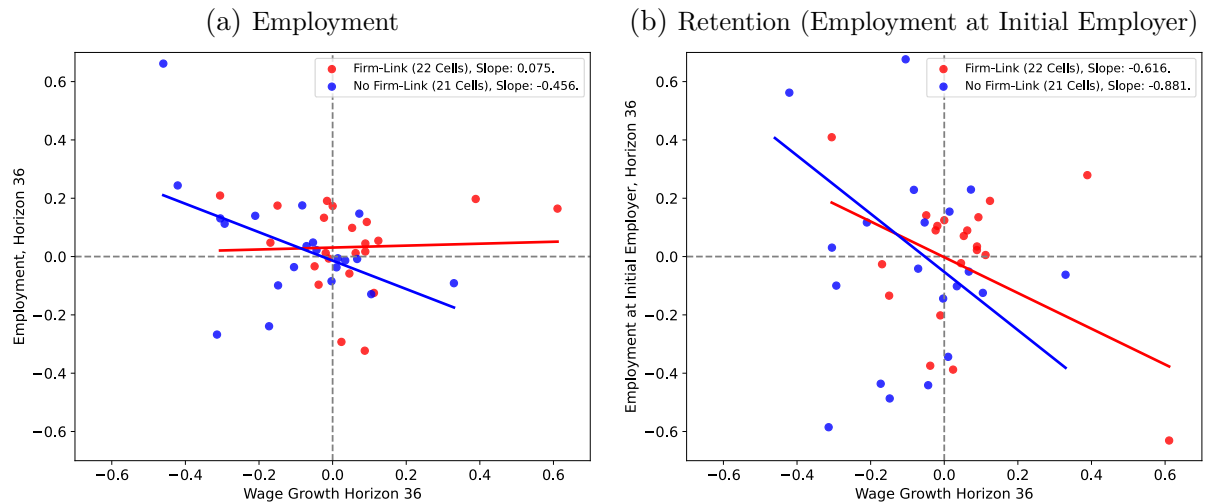 (a) Employment
Firm-Link (22 Cells), Slope: 0.075.
No Firm-Link (21 Cells), Slope: -0.456.
Employment, Horizon 36
0.6
0.4
0.2
0.0
−0.2
−0.4
−0.6
−0.6 −0.4 −0.2 0.0 0.2 0.4 0.6
Wage Growth Horizon 36
(b) Retention (Employment at Initial Employer)
Firm-Link (22 Cells), Slope: -0.616.
No Firm-Link (21 Cells), Slope: -0.881.
Employment at Initial Employer, Horizon 36
0.6
0.4
0.2
0.0
−0.2
−0.4
−0.6
−0.6 −0.4 −0.2 0.0 0.2 0.4 0.6
Wage Growth Horizon 36